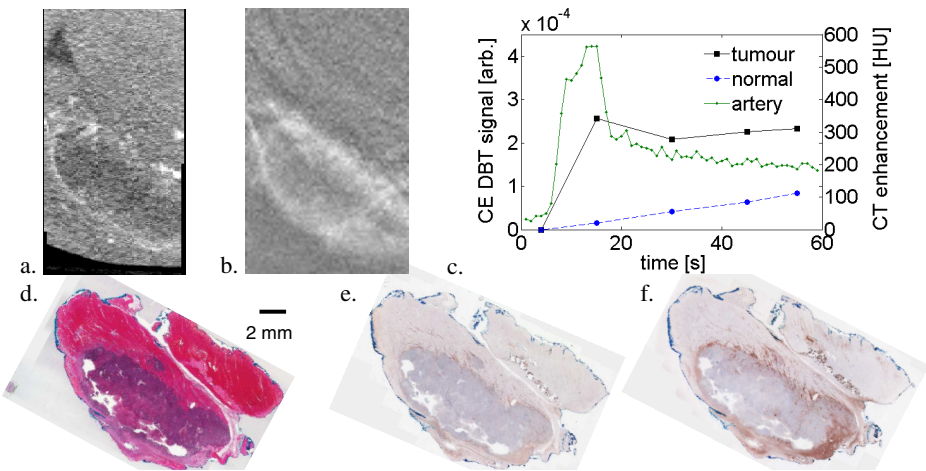 x 10⁻⁴
4
3
2
1
0
CE DBT signal [arb.]
tumour
normal
artery
600
500
400
300
200
100
0
CT enhancement [HU]
0 20 40 60
time [s]
a. b. c.
d. e. f.
2 mm